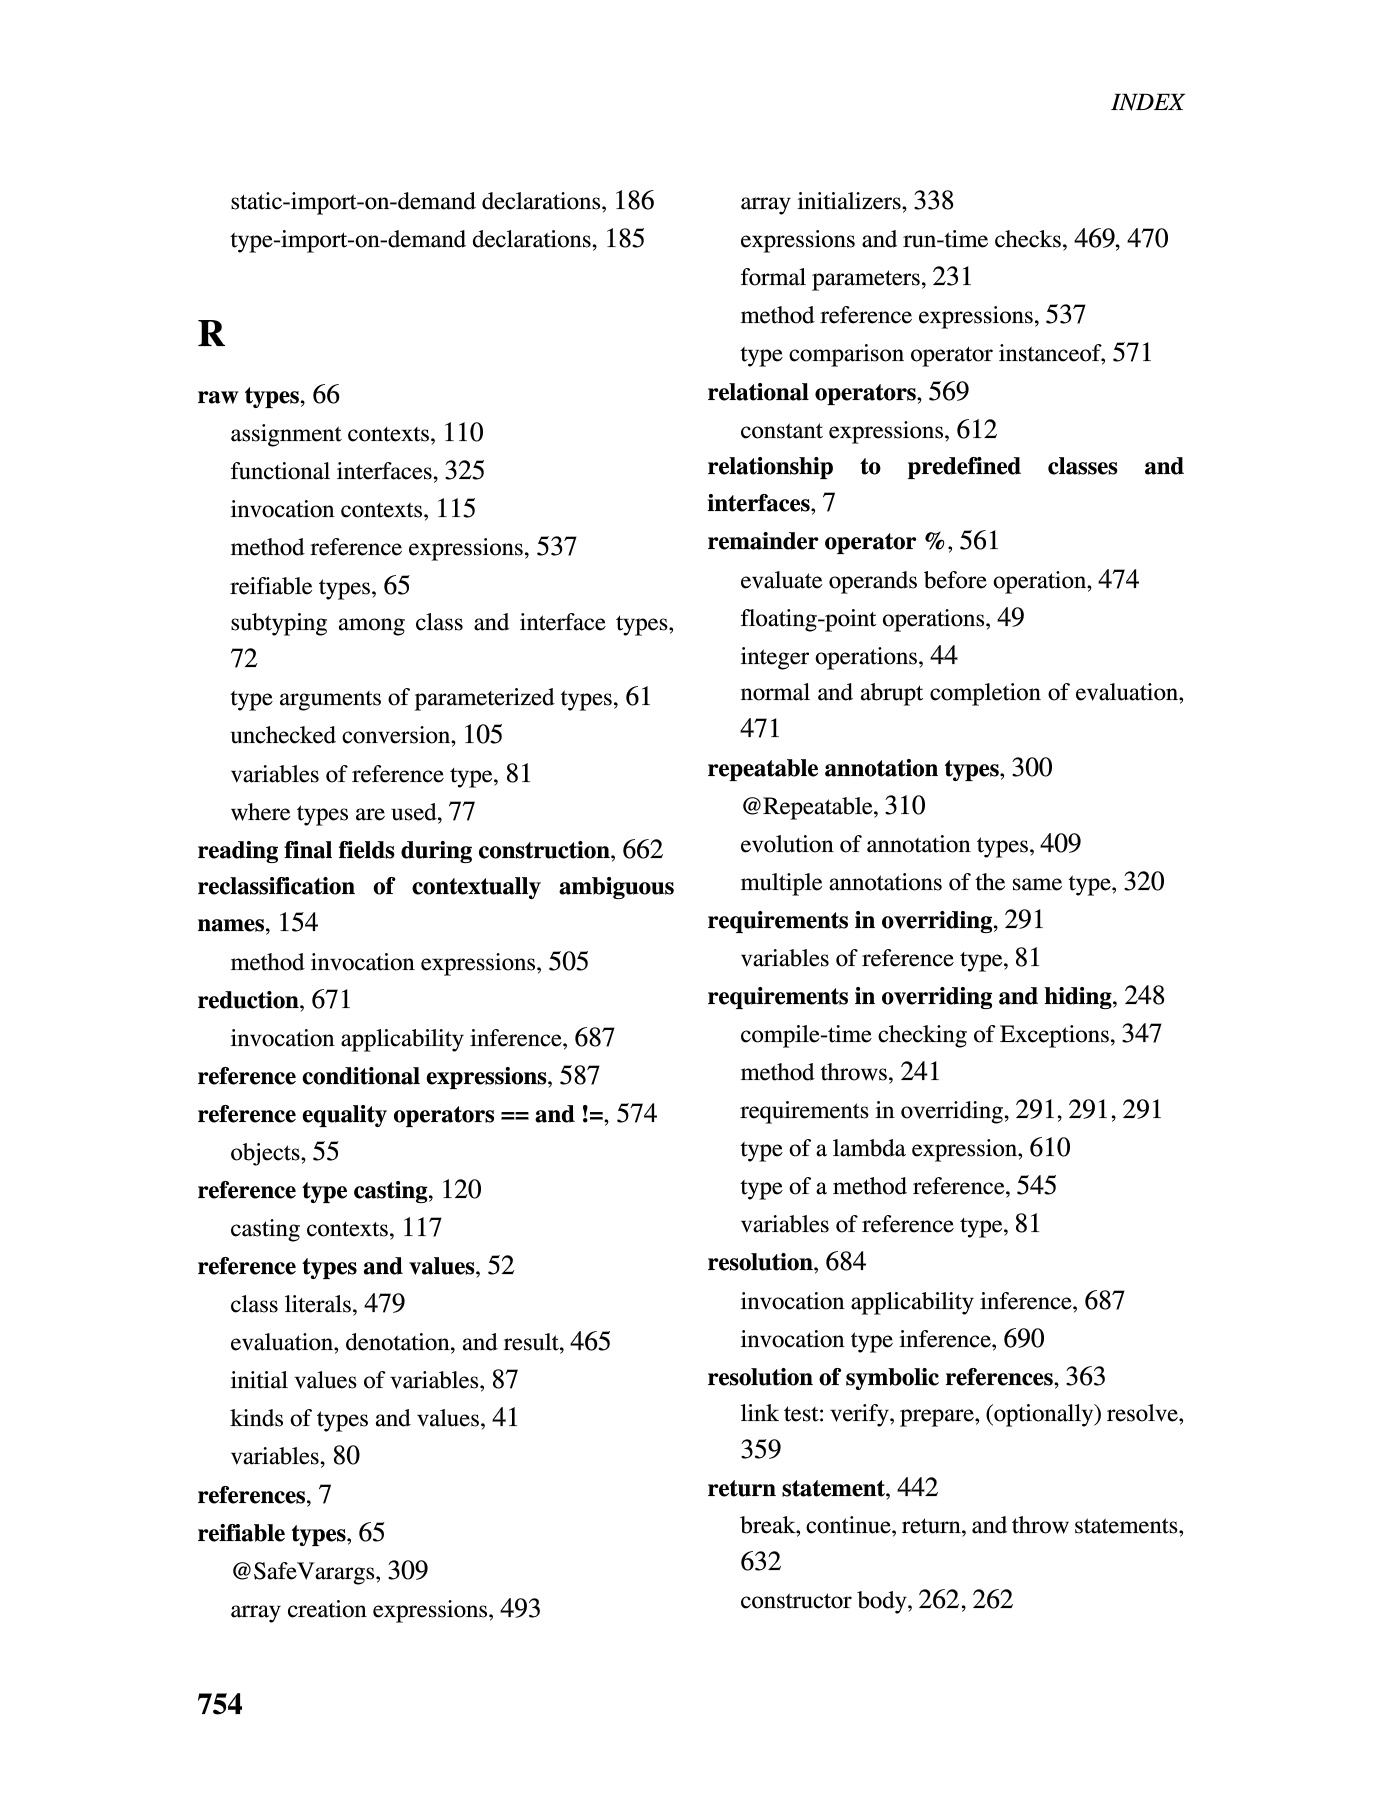 INDEX
static-import-on-demand declarations, 186
type-import-on-demand declarations, 185
R
raw types, 66
assignment contexts, 110
functional interfaces, 325
invocation contexts, 115
method reference expressions, 537
reifiable types, 65
subtyping among class and interface types,
72
type arguments of parameterized types, 61
unchecked conversion, 105
variables of reference type, 81
where types are used, 77
reading final fields during construction, 662
reclassification of contextually ambiguous
names, 154
method invocation expressions, 505
reduction, 671
invocation applicability inference, 687
reference conditional expressions, 587
reference equality operators == and !=, 574
objects, 55
reference type casting, 120
casting contexts, 117
reference types and values, 52
class literals, 479
evaluation, denotation, and result, 465
initial values of variables, 87
kinds of types and values, 41
variables, 80
references, 7
reifiable types, 65
@SafeVarargs, 309
array creation expressions, 493
array initializers, 338
expressions and run-time checks, 469, 470
formal parameters, 231
method reference expressions, 537
type comparison operator instanceof, 571
relational operators, 569
constant expressions, 612
relationship to predefined classes and
interfaces, 7
remainder operator %, 561
evaluate operands before operation, 474
floating-point operations, 49
integer operations, 44
normal and abrupt completion of evaluation,
471
repeatable annotation types, 300
@Repeatable, 310
evolution of annotation types, 409
multiple annotations of the same type, 320
requirements in overriding, 291
variables of reference type, 81
requirements in overriding and hiding, 248
compile-time checking of Exceptions, 347
method throws, 241
requirements in overriding, 291, 291, 291
type of a lambda expression, 610
type of a method reference, 545
variables of reference type, 81
resolution, 684
invocation applicability inference, 687
invocation type inference, 690
resolution of symbolic references, 363
link test: verify, prepare, (optionally) resolve,
359
return statement, 442
break, continue, return, and throw statements,
632
constructor body, 262, 262
754